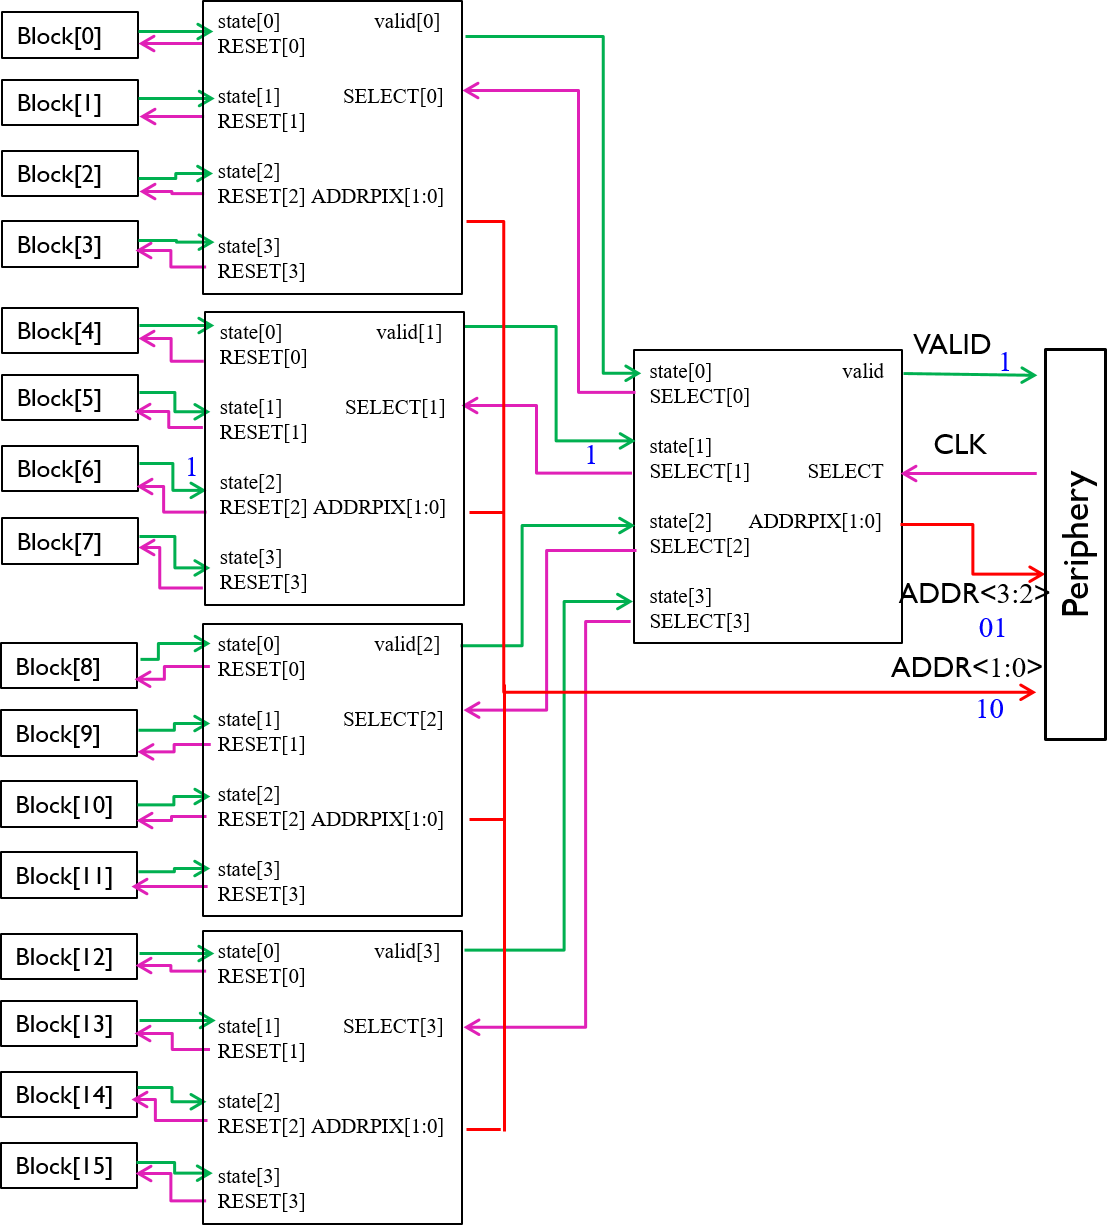 Block[0]
Block[1]
Block[2]
Block[3]
state[0] valid[0]
RESET[0]
state[1] SELECT[0]
RESET[1]
state[2]
RESET[2] ADDRPIX[1:0]
state[3]
RESET[3]
Block[4]
Block[5]
Block[6]
Block[7]
1
state[0] valid[1]
RESET[0]
state[1] SELECT[1]
RESET[1]
state[2]
RESET[2] ADDRPIX[1:0]
state[3]
RESET[3]
Block[8]
Block[9]
Block[10]
Block[11]
state[0] valid[2]
RESET[0]
state[1] SELECT[2]
RESET[1]
state[2]
RESET[2] ADDRPIX[1:0]
state[3]
RESET[3]
Block[12]
Block[13]
Block[14]
Block[15]
state[0] valid[3]
RESET[0]
state[1] SELECT[3]
RESET[1]
state[2]
RESET[2] ADDRPIX[1:0]
state[3]
RESET[3]
1
state[0] valid
SELECT[0]
state[1]
SELECT[1] SELECT
state[2] ADDRPIX[1:0]
SELECT[2]
state[3]
SELECT[3]
VALID
1
CLK
ADDR<3:2>
01
ADDR<1:0>
10
Periphery